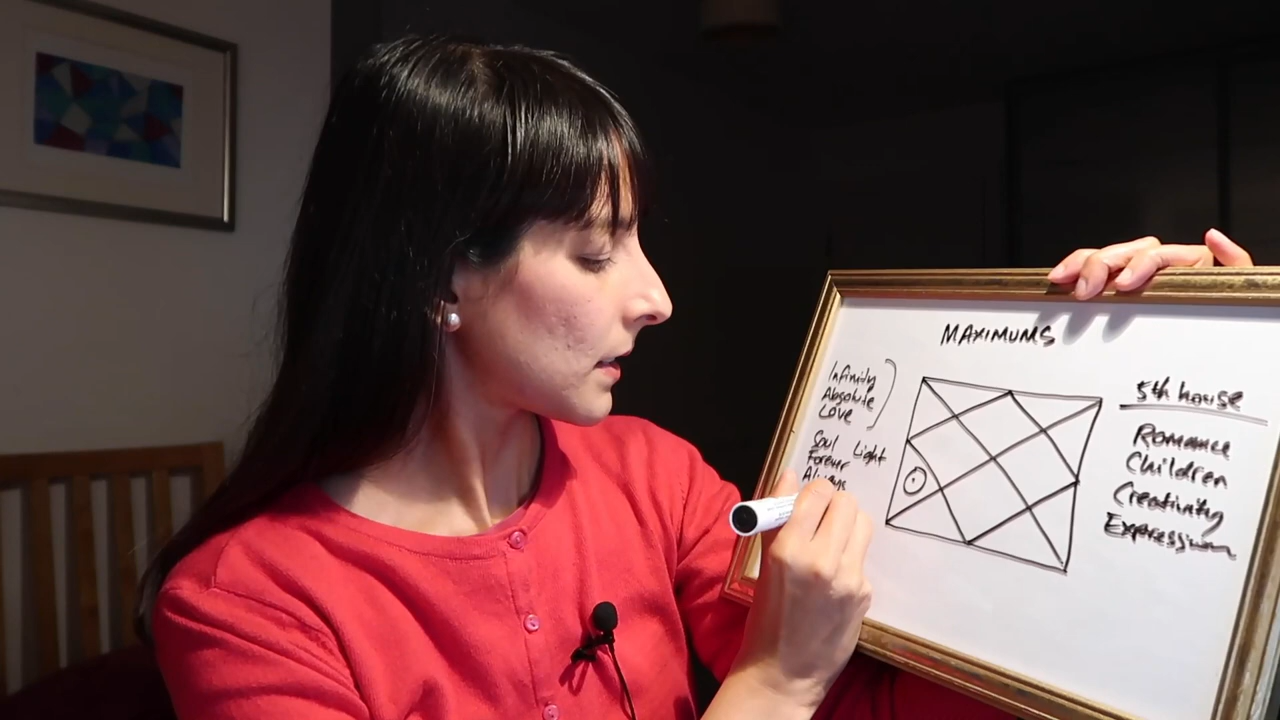 MAXIMUMS
Infinity
Absolute
Love
Soul Light
Forever
Always
5th house
Romance
Children
Creativity
Expression